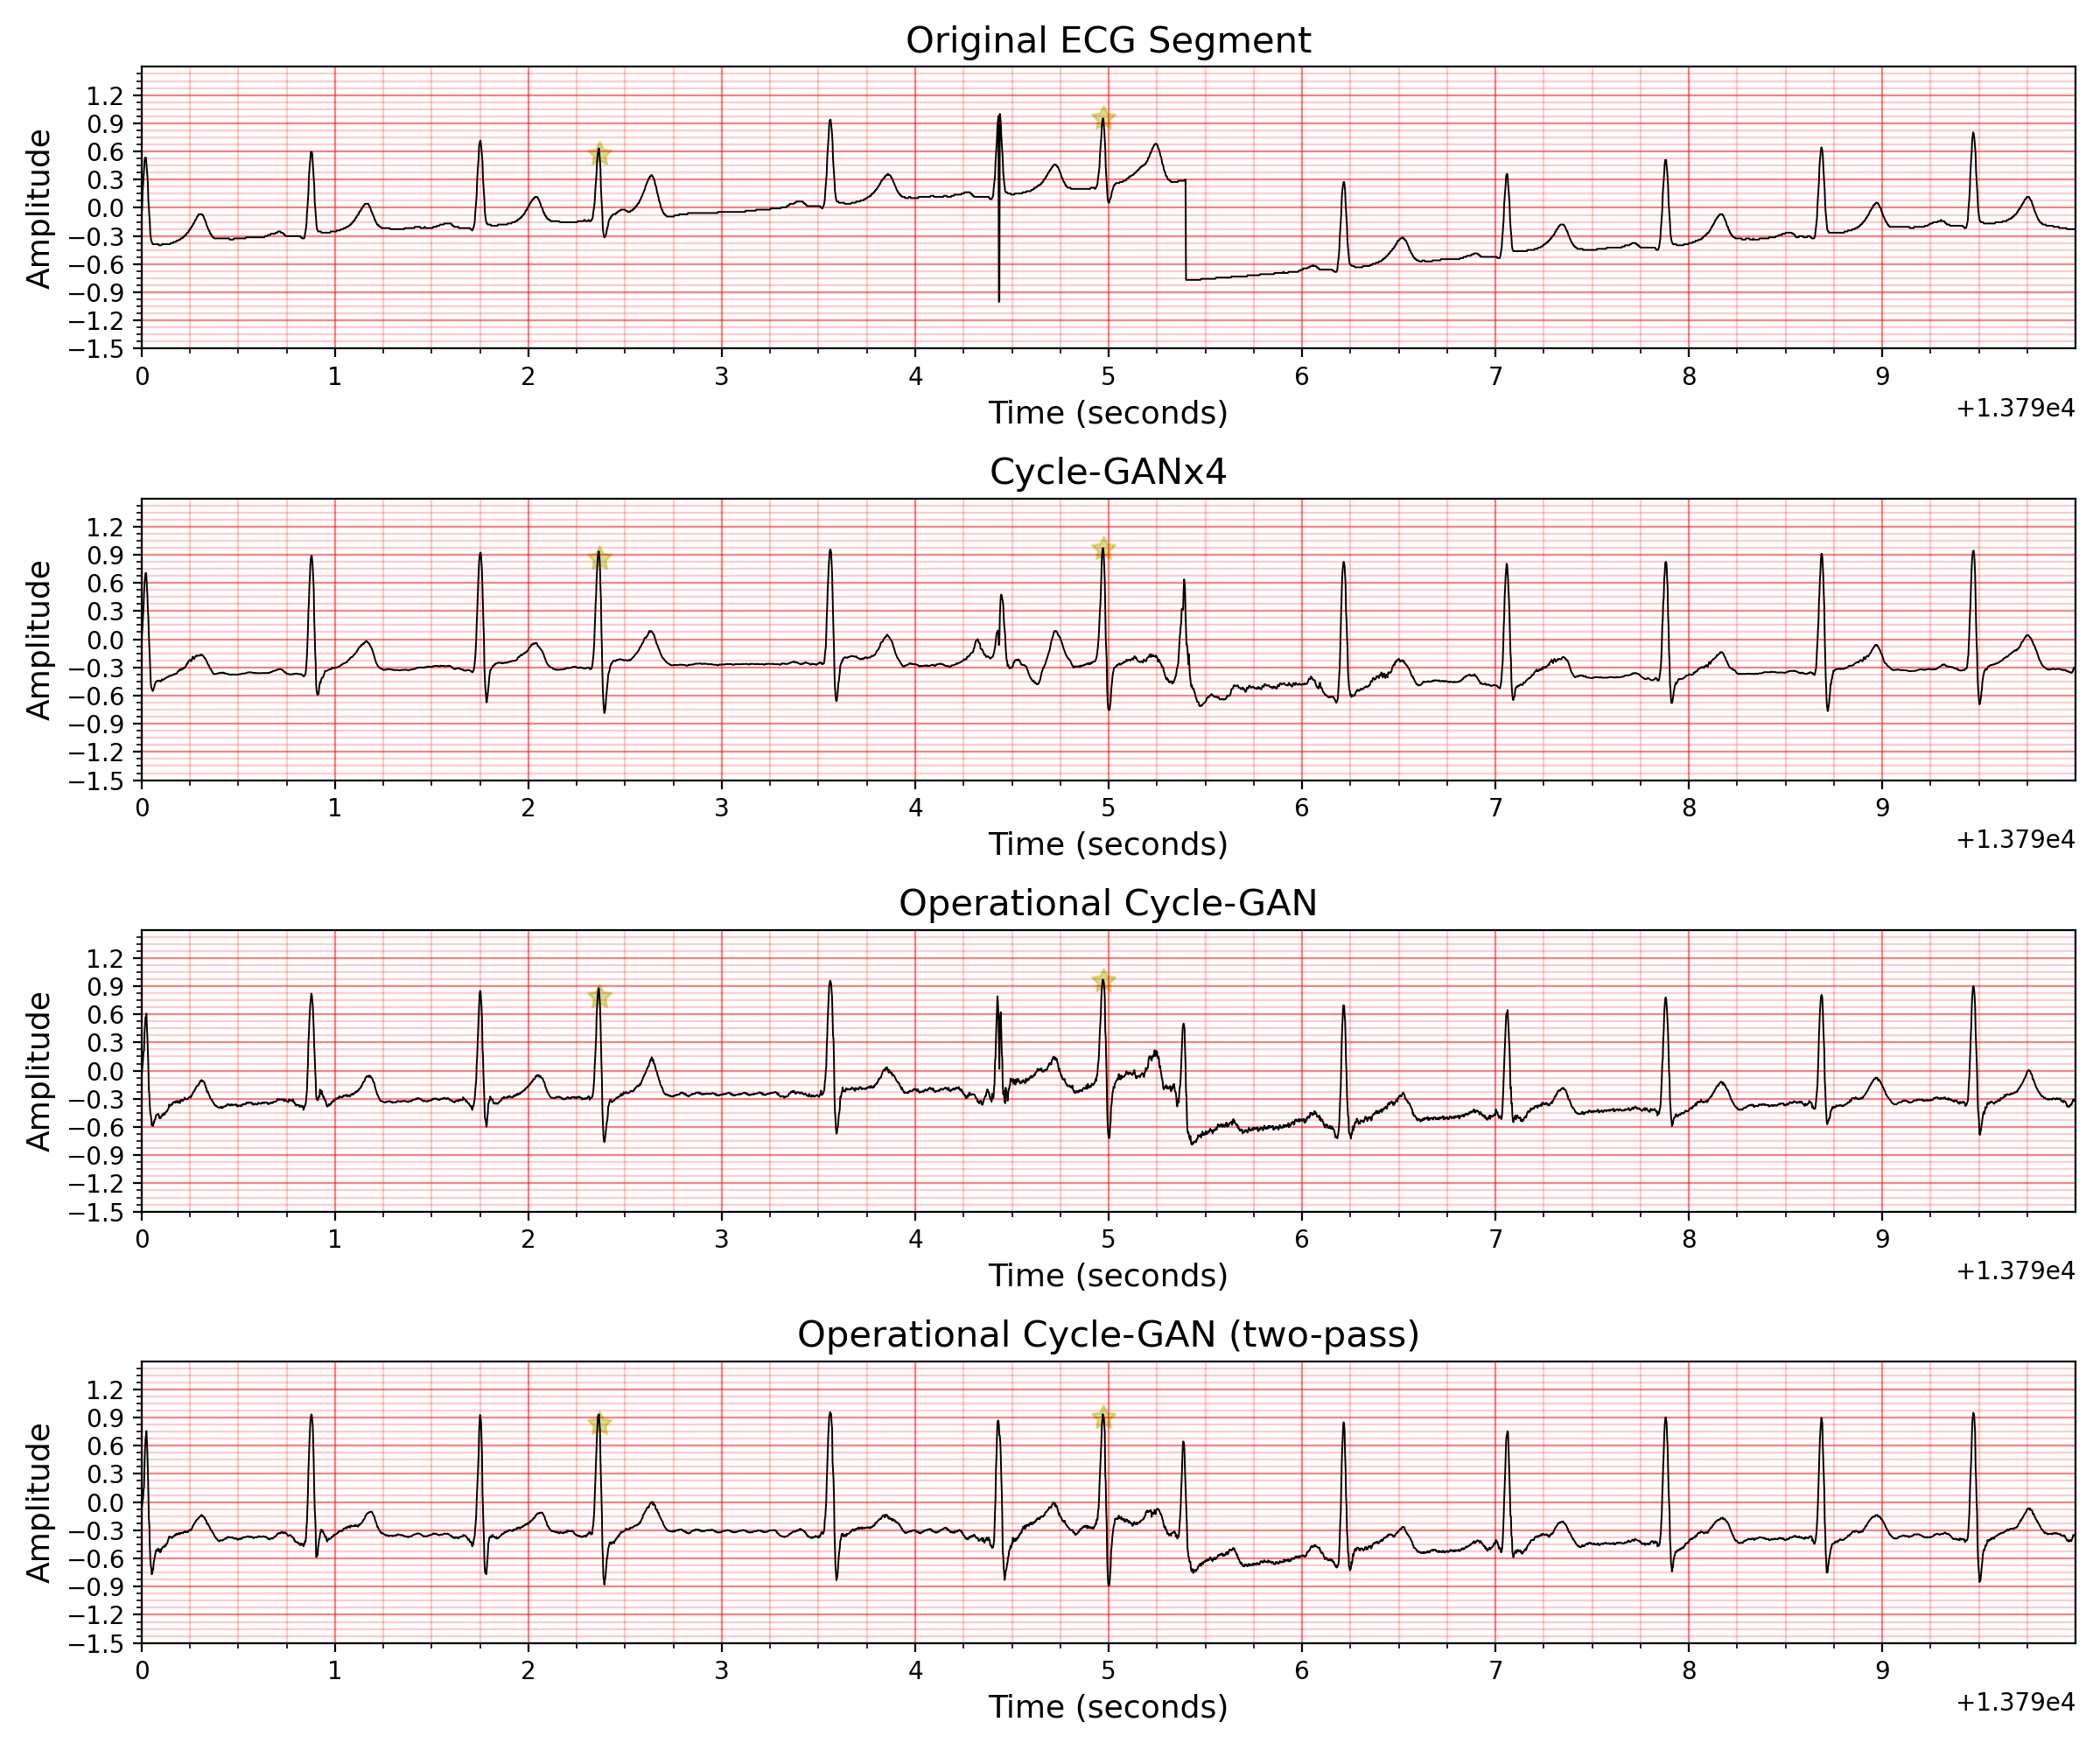 Original ECG Segment
Amplitude
1.2
0.9
0.6
0.3
0.0
−0.3
−0.6
−0.9
−1.2
−1.5
0 1 2 3 4 5 6 7 8 9
Time (seconds)
+1.379e4
Cycle-GANx4
Amplitude
1.2
0.9
0.6
0.3
0.0
−0.3
−0.6
−0.9
−1.2
−1.5
0 1 2 3 4 5 6 7 8 9
Time (seconds)
+1.379e4
Operational Cycle-GAN
Amplitude
1.2
0.9
0.6
0.3
0.0
−0.3
−0.6
−0.9
−1.2
−1.5
0 1 2 3 4 5 6 7 8 9
Time (seconds)
+1.379e4
Operational Cycle-GAN (two-pass)
Amplitude
1.2
0.9
0.6
0.3
0.0
−0.3
−0.6
−0.9
−1.2
−1.5
0 1 2 3 4 5 6 7 8 9
Time (seconds)
+1.379e4